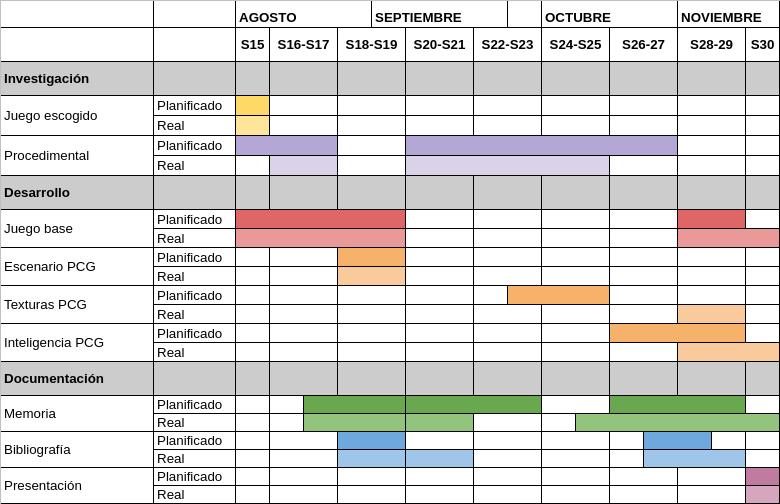 AGOSTO SEPTIEMBRE OCTUBRE NOVIEMBRE
S15 S16-S17 S18-S19 S20-S21 S22-S23 S24-S25 S26-27 S28-29 S30
Investigación
Juego escogido
Planificado
Real
Procedimental
Planificado
Real
Desarrollo
Juego base
Planificado
Real
Escenario PCG
Planificado
Real
Texturas PCG
Planificado
Real
Inteligencia PCG
Planificado
Real
Documentación
Memoria
Planificado
Real
Bibliografía
Planificado
Real
Presentación
Planificado
Real